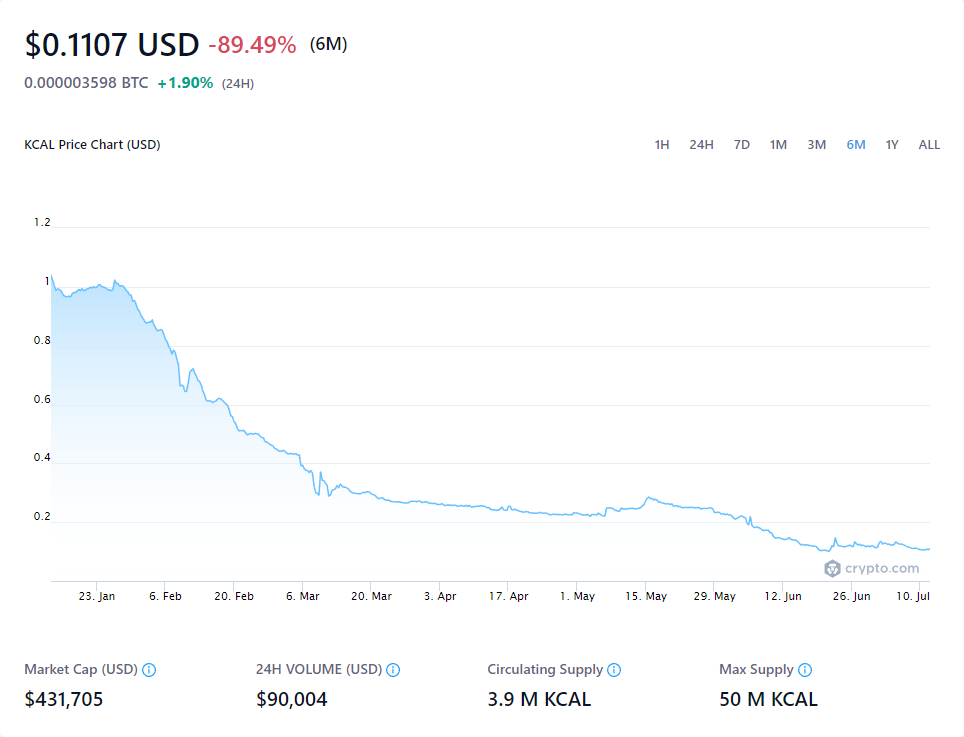 $0.1107 USD -89.49% (6M)
0.000003598 BTC +1.90% (24H)
KCAL Price Chart (USD) 1H 24H 7D 1M 3M 6M 1Y ALL
1.2
1
0.8
0.6
0.4
0.2
crypto.com
23. Jan 6. Feb 20. Feb 6. Mar 20. Mar 3. Apr 17. Apr 1. May 15. May 29. May 12. Jun 26. Jun 10. Jul
Market Cap (USD) 24H VOLUME (USD) Circulating Supply Max Supply
$431,705 $90,004 3.9 M KCAL 50 M KCAL